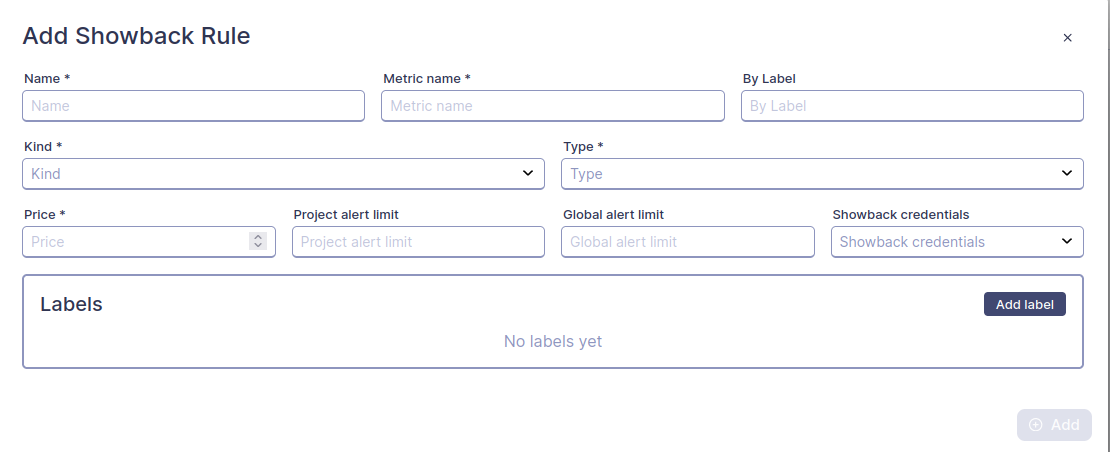 Add Showback Rule
×
Name * Metric name * By Label
Name Metric name By Label
Kind * Type *
Kind Type
Price * Project alert limit Global alert limit Showback credentials
Price Project alert limit Global alert limit Showback credentials
Labels Add label
No labels yet
Add